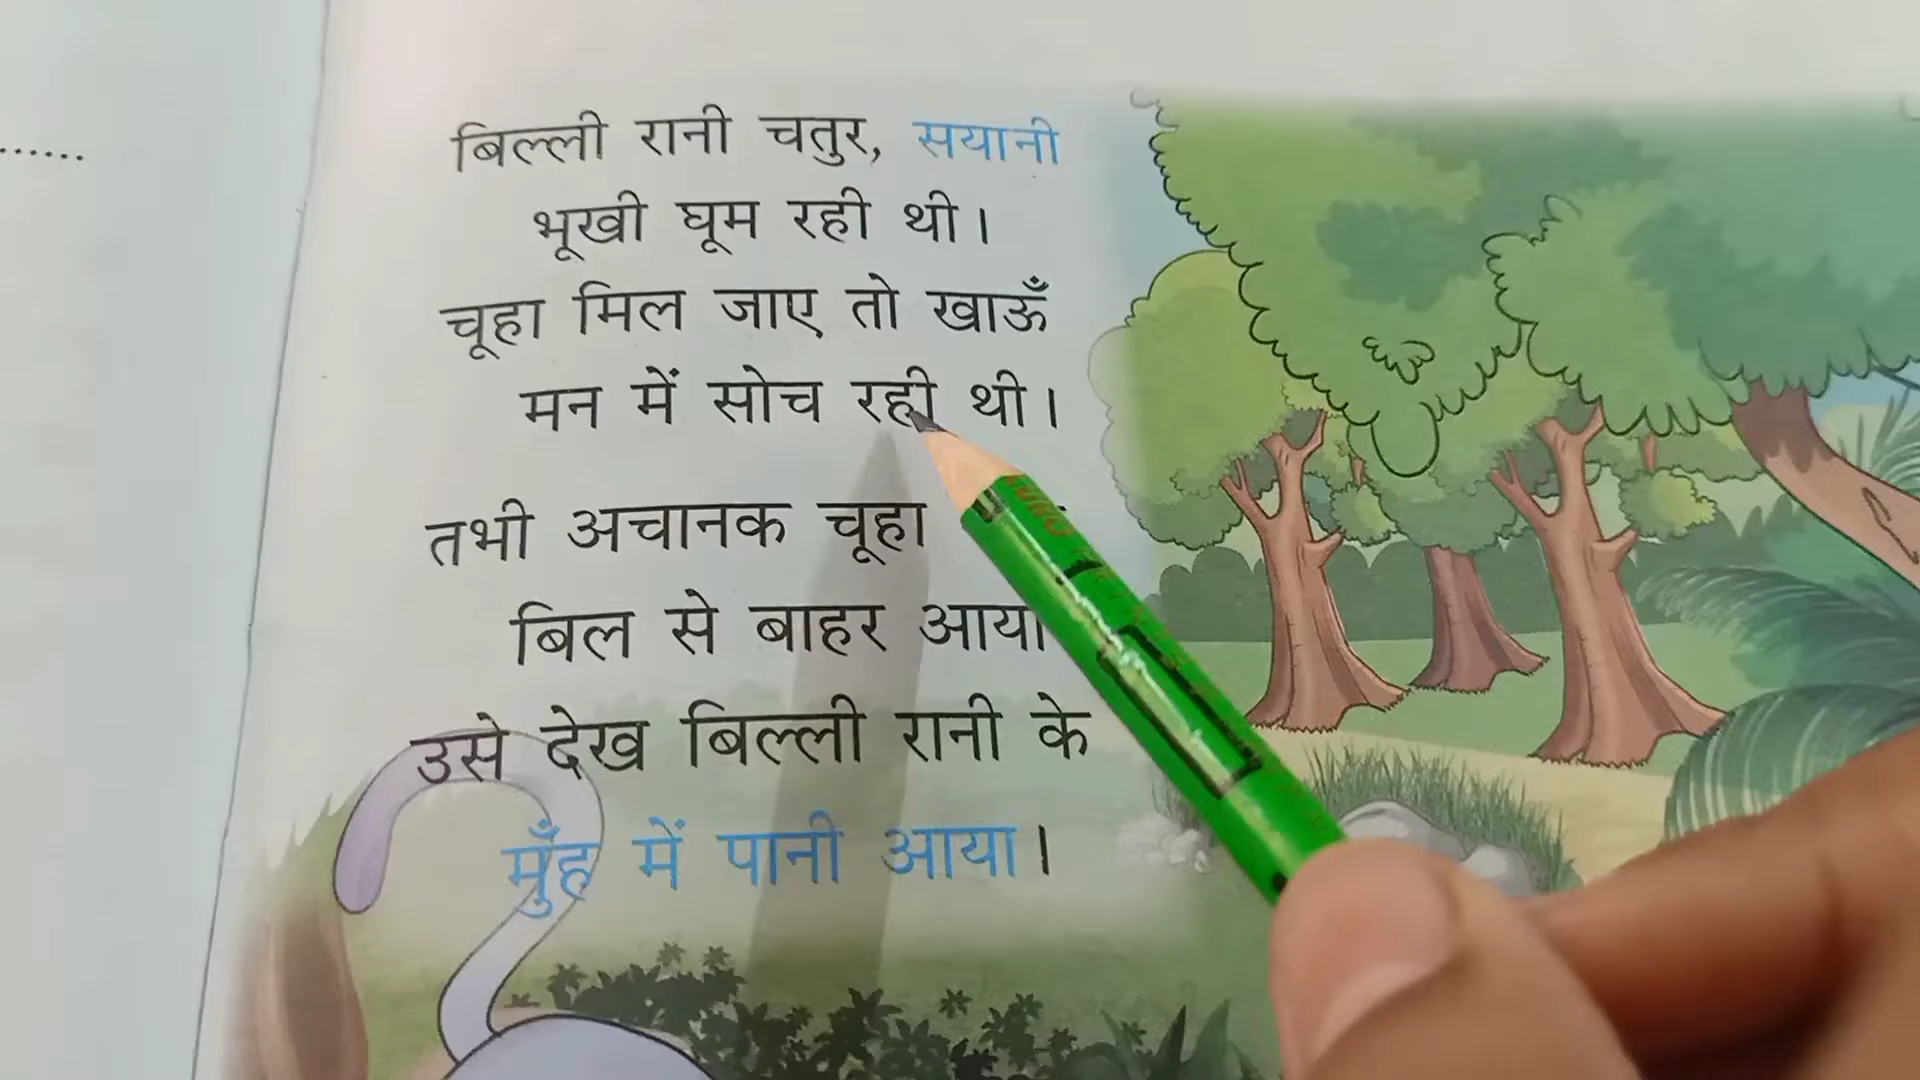 बिल्ली रानी चतुर, सयानी
भूखी घूम रही थी।
चूहा मिल जाए तो खाऊँ
मन में सोच रही थी।
तभी अचानक चूहा
बिल से बाहर आया
उसे देख बिल्ली रानी के
मुँह में पानी आया।